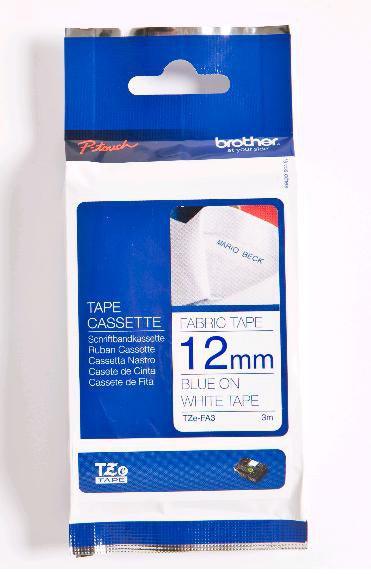 P-touch
brother
at your side
MARIO BECK
TAPE
CASSETTE
Schriftbandkassette
Ruban Cassette
Cassetta Nastro
Casete de Cinta
Cassete de Fita
FABRIC TAPE
12mm
BLUE ON
WHITE TAPE
TZe-FA3 3m
TZe
TAPE